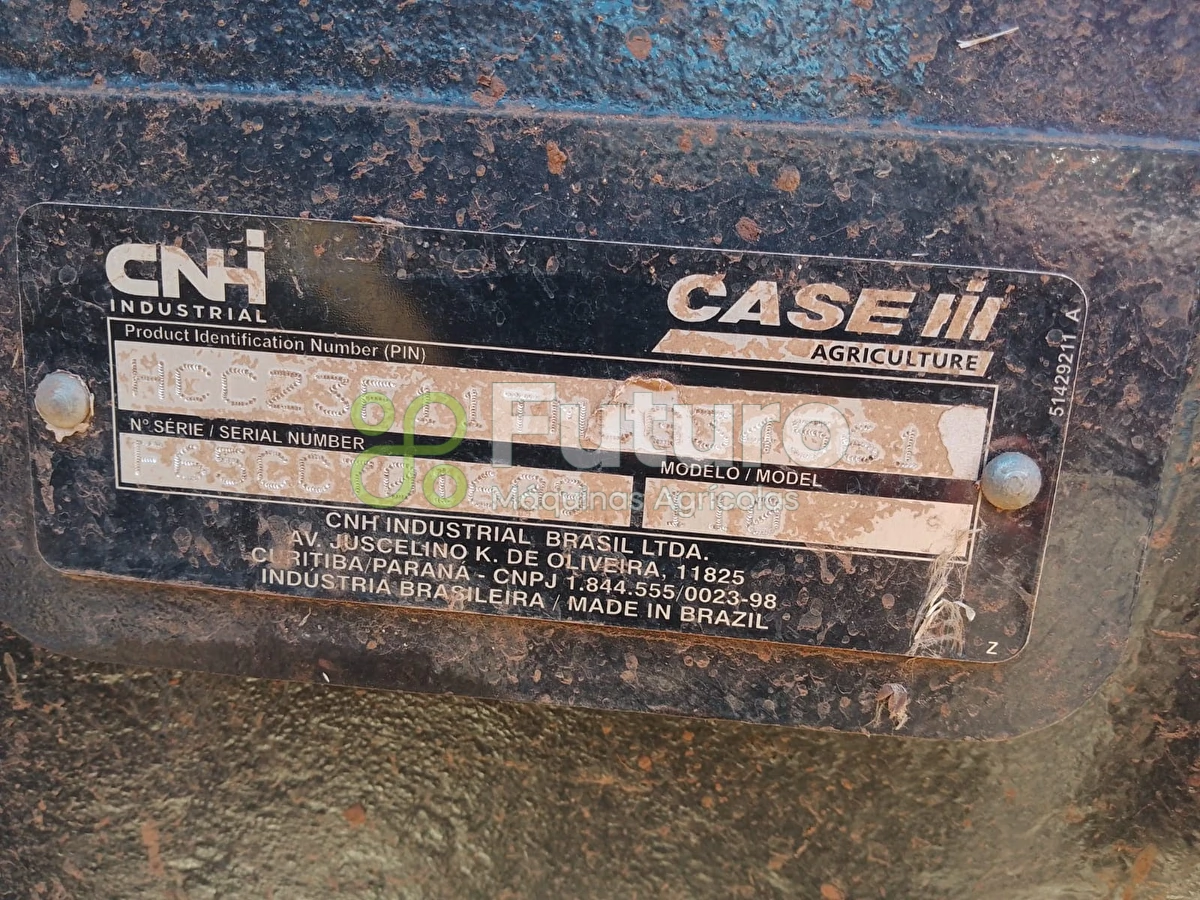 CNHi
INDUSTRIAL
CASE III
AGRICULTURE
51429211 A
Product Identification Number (PIN)
Futuro
Máquinas Agrícolas
N° SÉRIE / SERIAL NUMBER
MODELO / MODEL
CNH INDUSTRIAL BRASIL LTDA.
AV. JUSCELINO K. DE OLIVEIRA, 11825
CURITIBA/PARANÁ - CNPJ 1.844.555/0023-98
INDÚSTRIA BRASILEIRA / MADE IN BRAZIL
Z